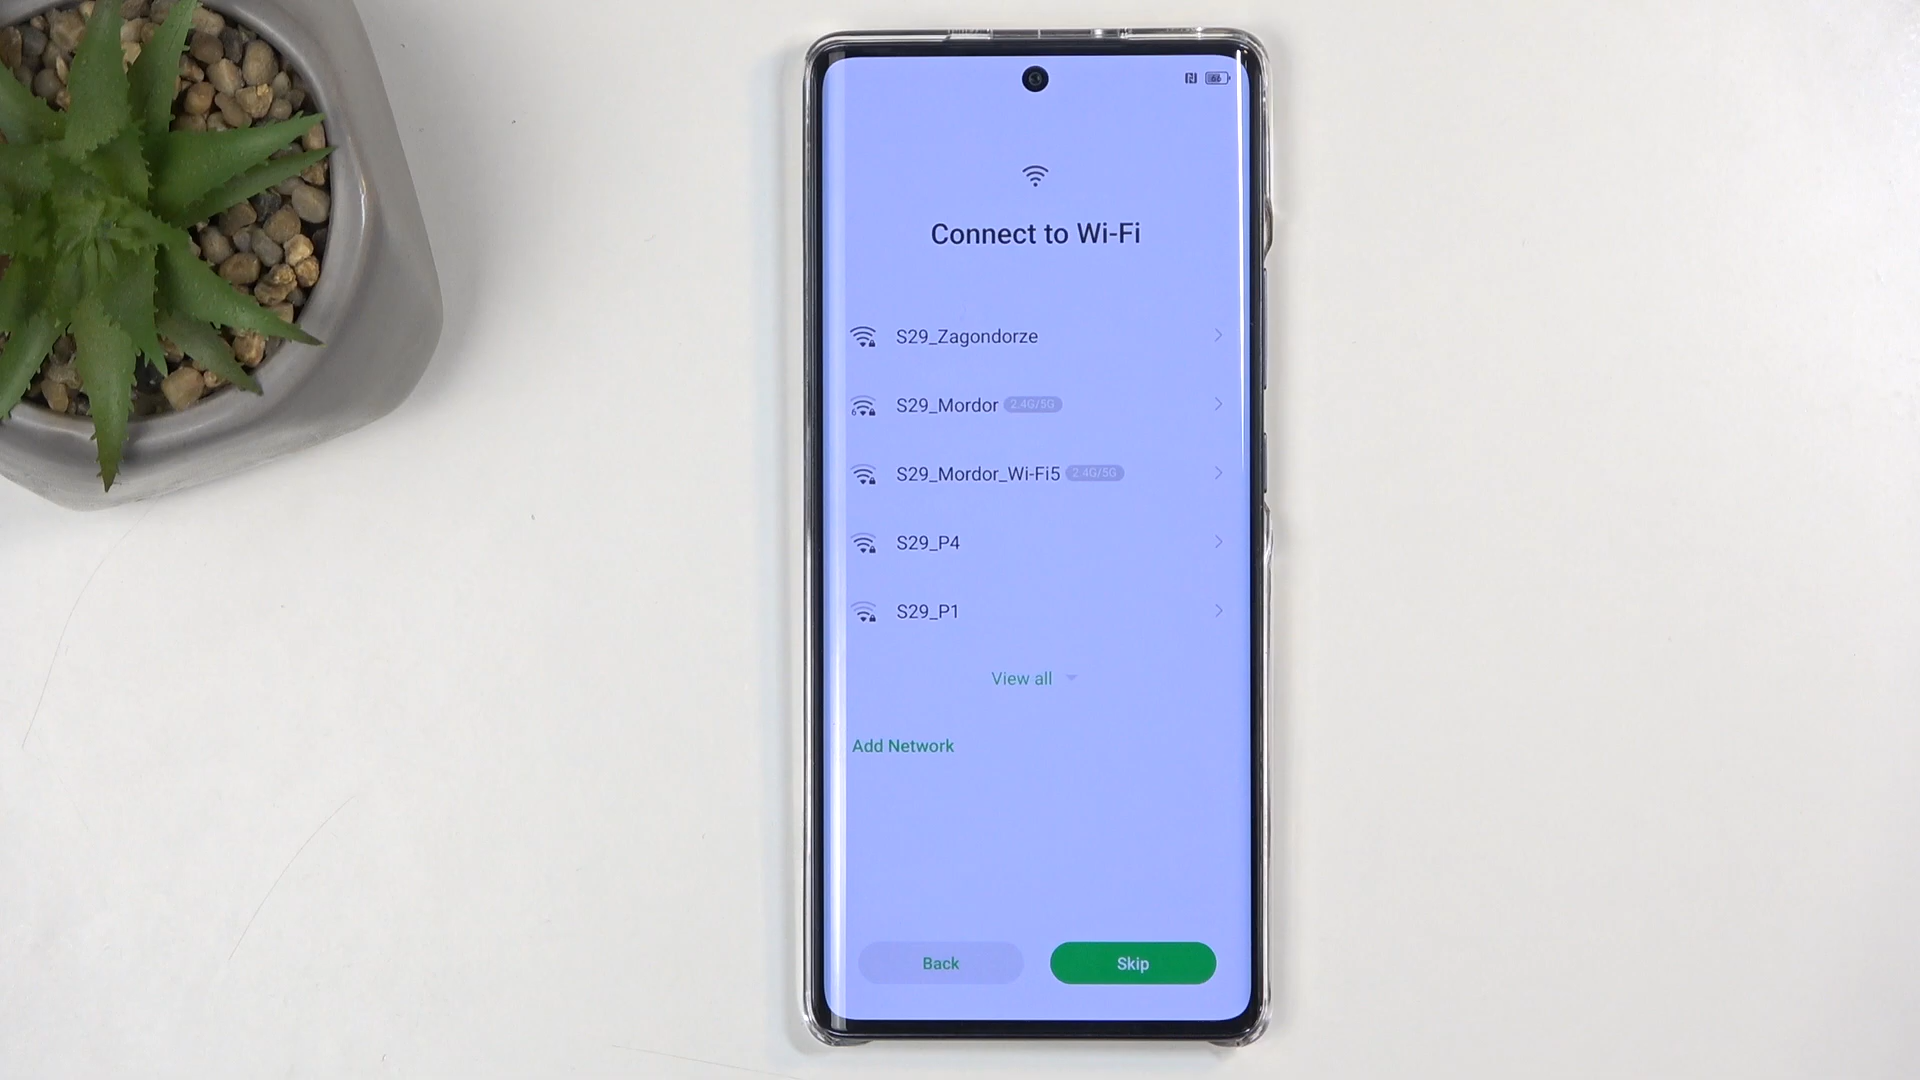 66
Connect to Wi-Fi
S29_Zagondorze
S29_Mordor 2.4G/5G
S29_Mordor_Wi-Fi5 2.4G/5G
S29_P4
S29_P1
View all
Add Network
Back Skip